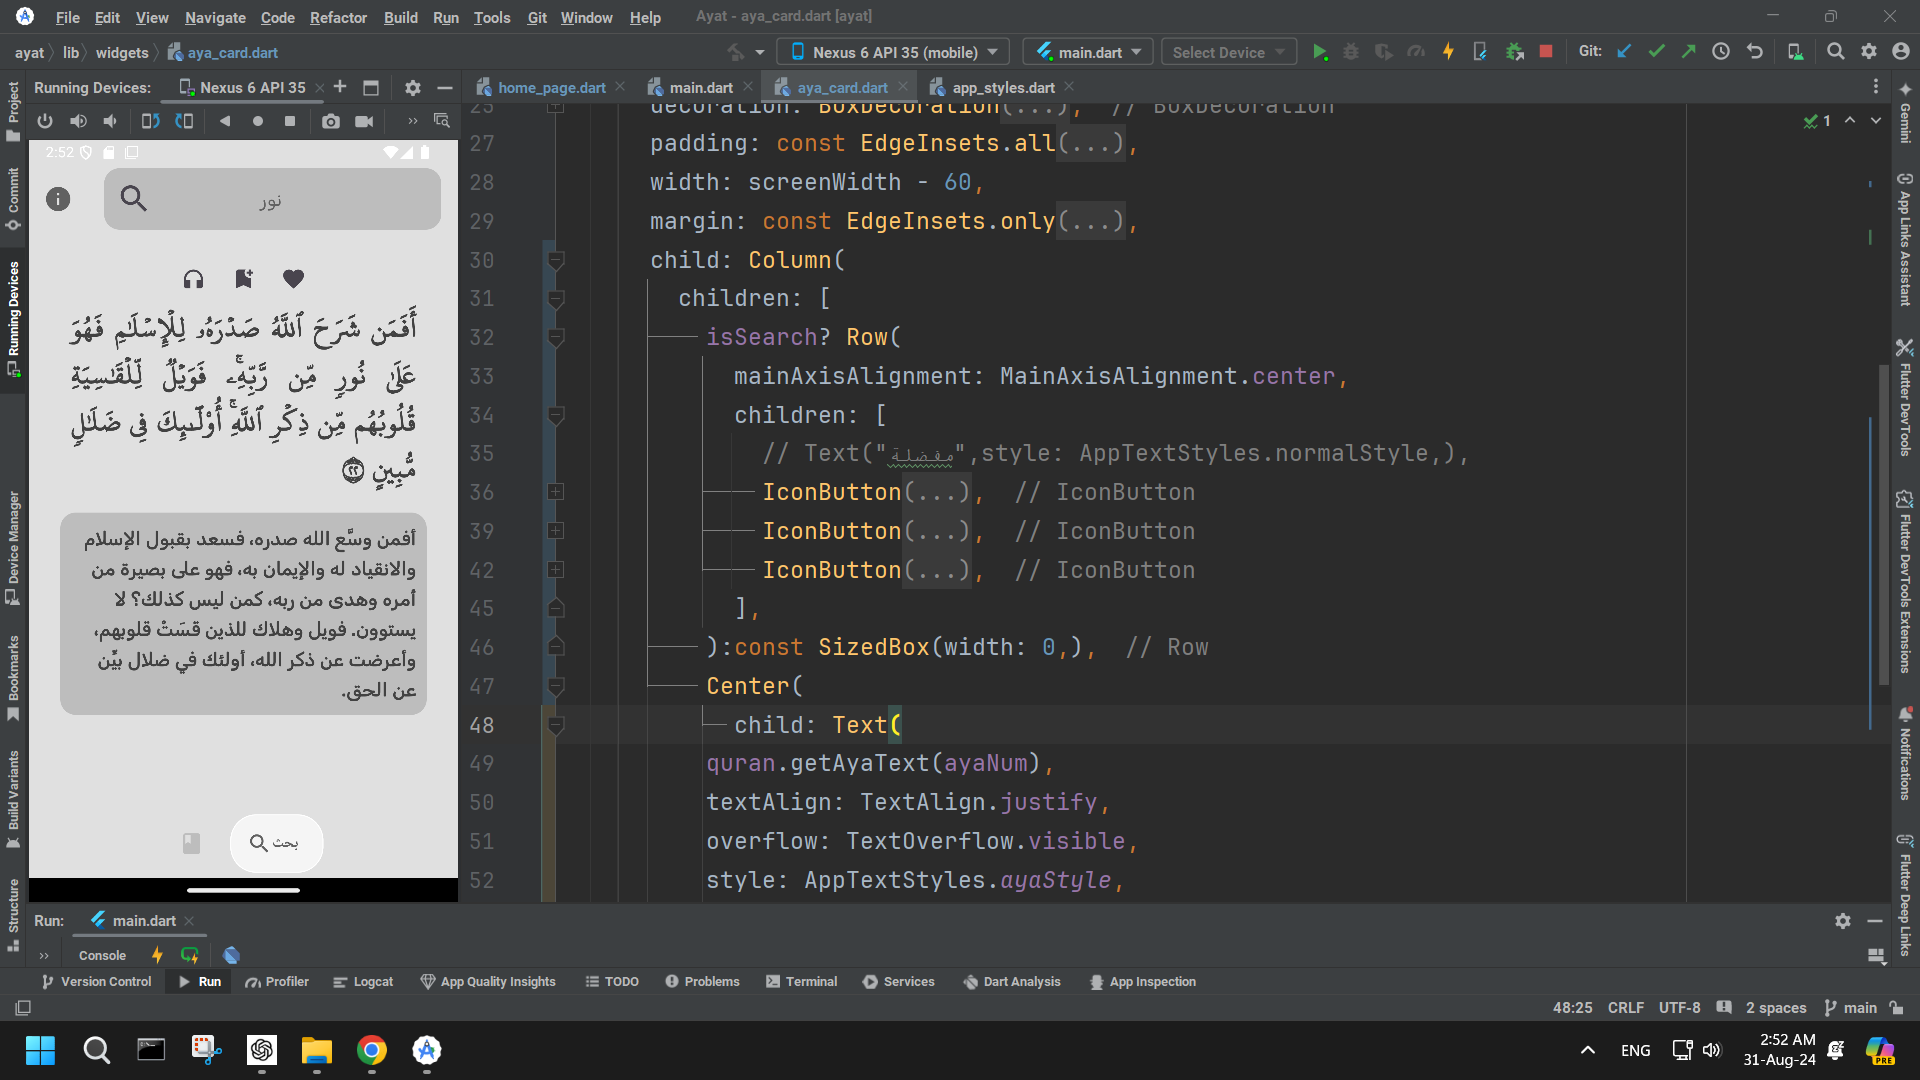 File Edit View Navigate Code Refactor Build Run Tools Git Window Help Ayat - aya_card.dart [ayat]
ayat lib widgets aya_card.dart Nexus 6 API 35 (mobile) main.dart Select Device Git:
Running Devices: Nexus 6 API 35 home_page.dart main.dart aya_card.dart app_styles.dart
Project
Commit
Running Devices
Device Manager
Bookmarks
Build Variants
Structure
2:52
نور
أَفَمَن شَرَحَ ٱللَّهُ صَدْرَهُۥ لِلْإِسْلَٰمِ فَهُوَ
عَلَىٰ نُورٍ مِّن رَّبِّهِۦۚ فَوَيْلٌ لِّلْقَٰسِيَةِ
قُلُوبُهُم مِّن ذِكْرِ ٱللَّهِۚ أُوْلَٰٓئِكَ فِى ضَلَٰلٍ
مُّبِينٍ ٢٢
أفمن وسَّع الله صدره، فسعد بقبول الإسلام
والانقياد له والإيمان به، فهو على بصيرة من
أمره وهدى من ربه، كمن ليس كذلك؟ لا
يستوون. فويل وهلاك للذين قسَتْ قلوبهم،
وأعرضت عن ذكر الله، أولئك في ضلال بيِّن
عن الحق.
بحث
25 decoration: BoxDecoration(...), // BoxDecoration
27 padding: const EdgeInsets.all(...),
28 width: screenWidth - 60,
29 margin: const EdgeInsets.only(...),
30 child: Column(
31 children: [
32 isSearch? Row(
33 mainAxisAlignment: MainAxisAlignment.center,
34 children: [
35 // Text("مفضلة",style: AppTextStyles.normalStyle,),
36 IconButton(...), // IconButton
39 IconButton(...), // IconButton
42 IconButton(...), // IconButton
45 ],
46 ):const SizedBox(width: 0,), // Row
47 Center(
48 child: Text(
49 quran.getAyaText(ayaNum),
50 textAlign: TextAlign.justify,
51 overflow: TextOverflow.visible,
52 style: AppTextStyles.ayaStyle,
1
Gemini
App Links Assistant
Flutter DevTools
Flutter DevTools Extensions
Notifications
Flutter Deep Links
Run: main.dart
Console
Version Control Run Profiler Logcat App Quality Insights TODO Problems Terminal Services Dart Analysis App Inspection
48:25 CRLF UTF-8 2 spaces main
ENG 2:52 AM
31-Aug-24
PRE